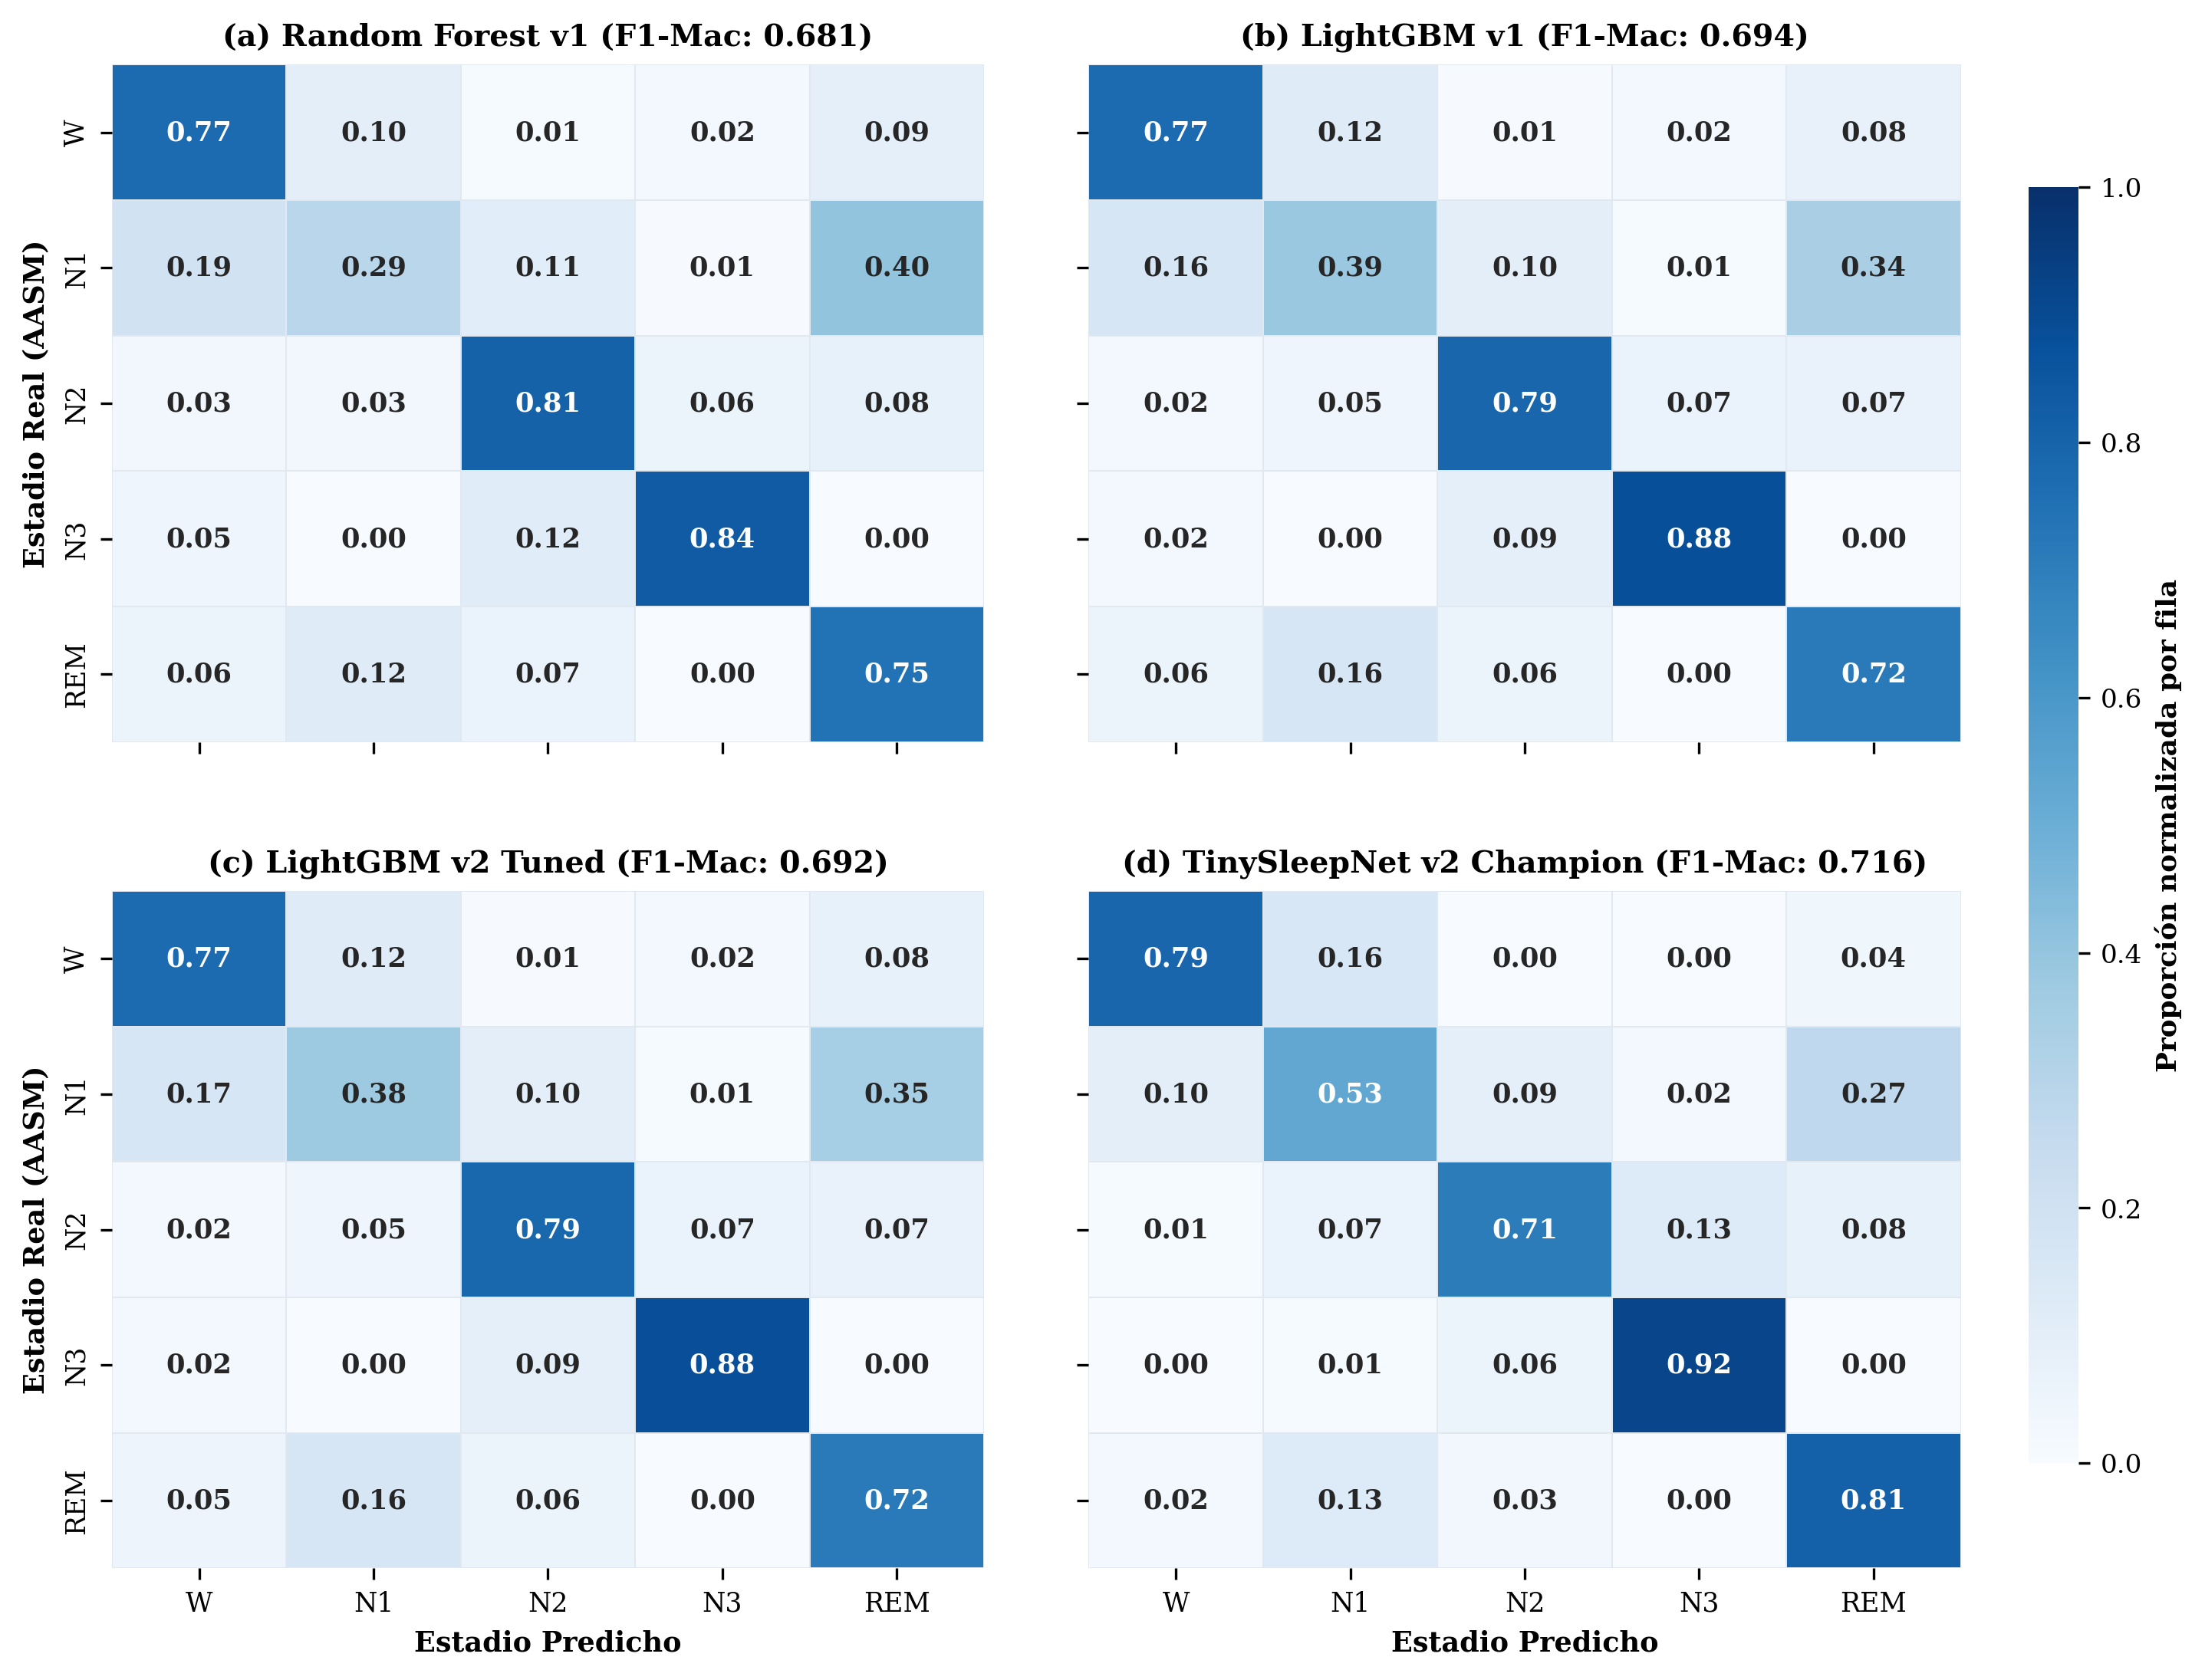 (a) Random Forest v1 (F1-Mac: 0.681)
(b) LightGBM v1 (F1-Mac: 0.694)
Estadio Real (AASM)
W 0.77 0.10 0.01 0.02 0.09
N1 0.19 0.29 0.11 0.01 0.40
N2 0.03 0.03 0.81 0.06 0.08
N3 0.05 0.00 0.12 0.84 0.00
REM 0.06 0.12 0.07 0.00 0.75
0.77 0.12 0.01 0.02 0.08
0.16 0.39 0.10 0.01 0.34
0.02 0.05 0.79 0.07 0.07
0.02 0.00 0.09 0.88 0.00
0.06 0.16 0.06 0.00 0.72
(c) LightGBM v2 Tuned (F1-Mac: 0.692)
(d) TinySleepNet v2 Champion (F1-Mac: 0.716)
Estadio Real (AASM)
W 0.77 0.12 0.01 0.02 0.08
N1 0.17 0.38 0.10 0.01 0.35
N2 0.02 0.05 0.79 0.07 0.07
N3 0.02 0.00 0.09 0.88 0.00
REM 0.05 0.16 0.06 0.00 0.72
W N1 N2 N3 REM
Estadio Predicho
0.79 0.16 0.00 0.00 0.04
0.10 0.53 0.09 0.02 0.27
0.01 0.07 0.71 0.13 0.08
0.00 0.01 0.06 0.92 0.00
0.02 0.13 0.03 0.00 0.81
W N1 N2 N3 REM
Estadio Predicho
1.0
0.8
0.6
0.4
0.2
0.0
Proporción normalizada por fila